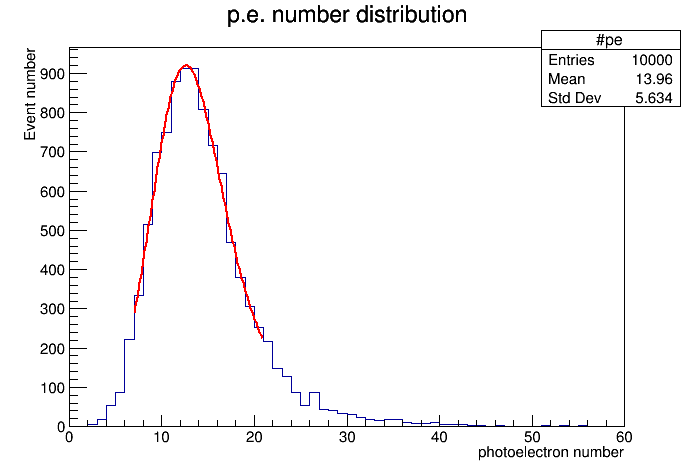 p.e. number distribution
#pe
Entries 10000
Mean 13.96
Std Dev 5.634
Event number
900
800
700
600
500
400
300
200
100
0
0 10 20 30 40 50 60
photoelectron number